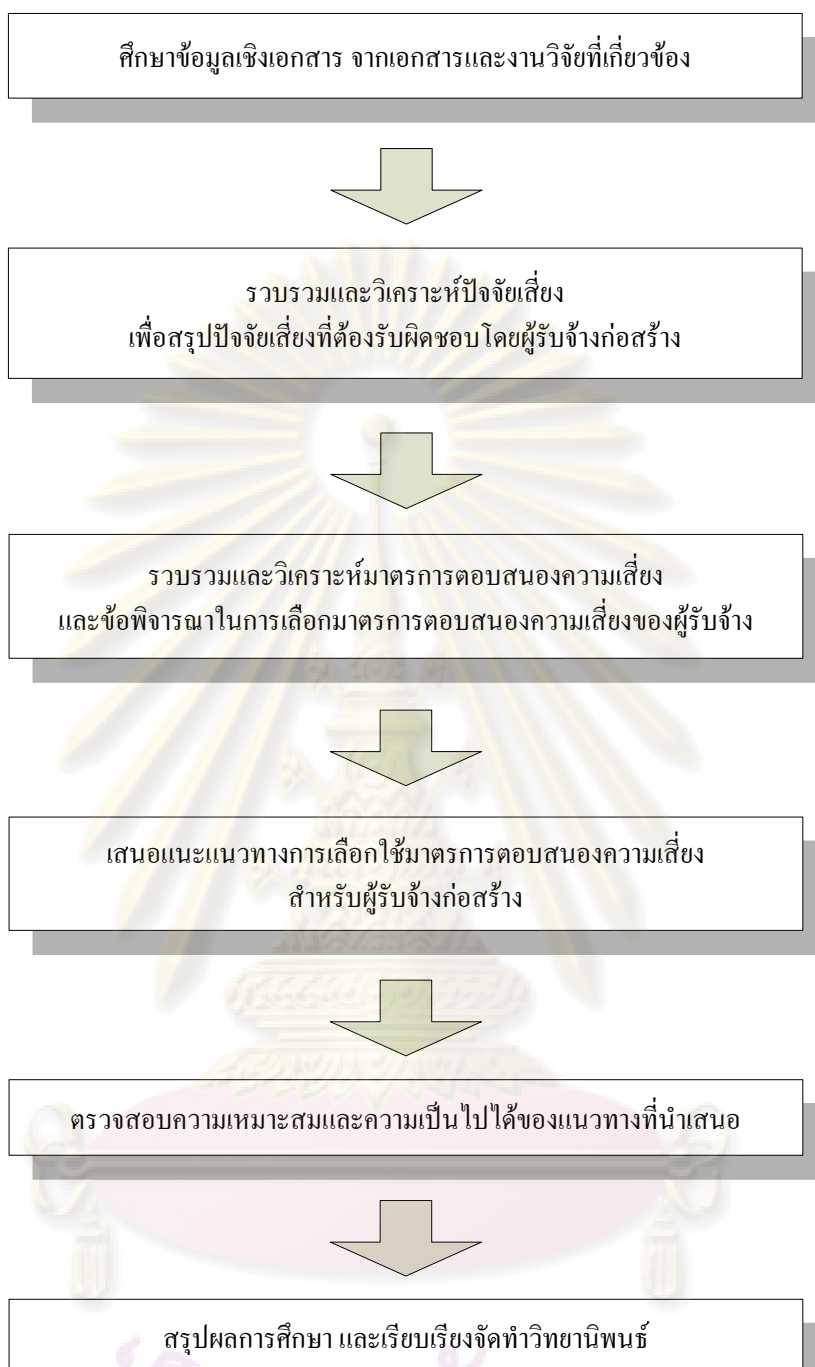 ศึกษาข้อมูลเชิงเอกสาร จากเอกสารและงานวิจัยที่เกี่ยวข้อง
รวบรวมและวิเคราะห์ปัจจัยเสี่ยง
เพื่อสรุปปัจจัยเสี่ยงที่ต้องรับผิดชอบโดยผู้รับจ้างก่อสร้าง
รวบรวมและวิเคราะห์มาตรการตอบสนองความเสี่ยง
และข้อพิจารณาในการเลือกมาตรการตอบสนองความเสี่ยงของผู้รับจ้าง
เสนอแนะแนวทางการเลือกใช้มาตรการตอบสนองความเสี่ยง
สำหรับผู้รับจ้างก่อสร้าง
ตรวจสอบความเหมาะสมและความเป็นไปได้ของแนวทางที่นำเสนอ
สรุปผลการศึกษา และเรียบเรียงจัดทำวิทยานิพนธ์